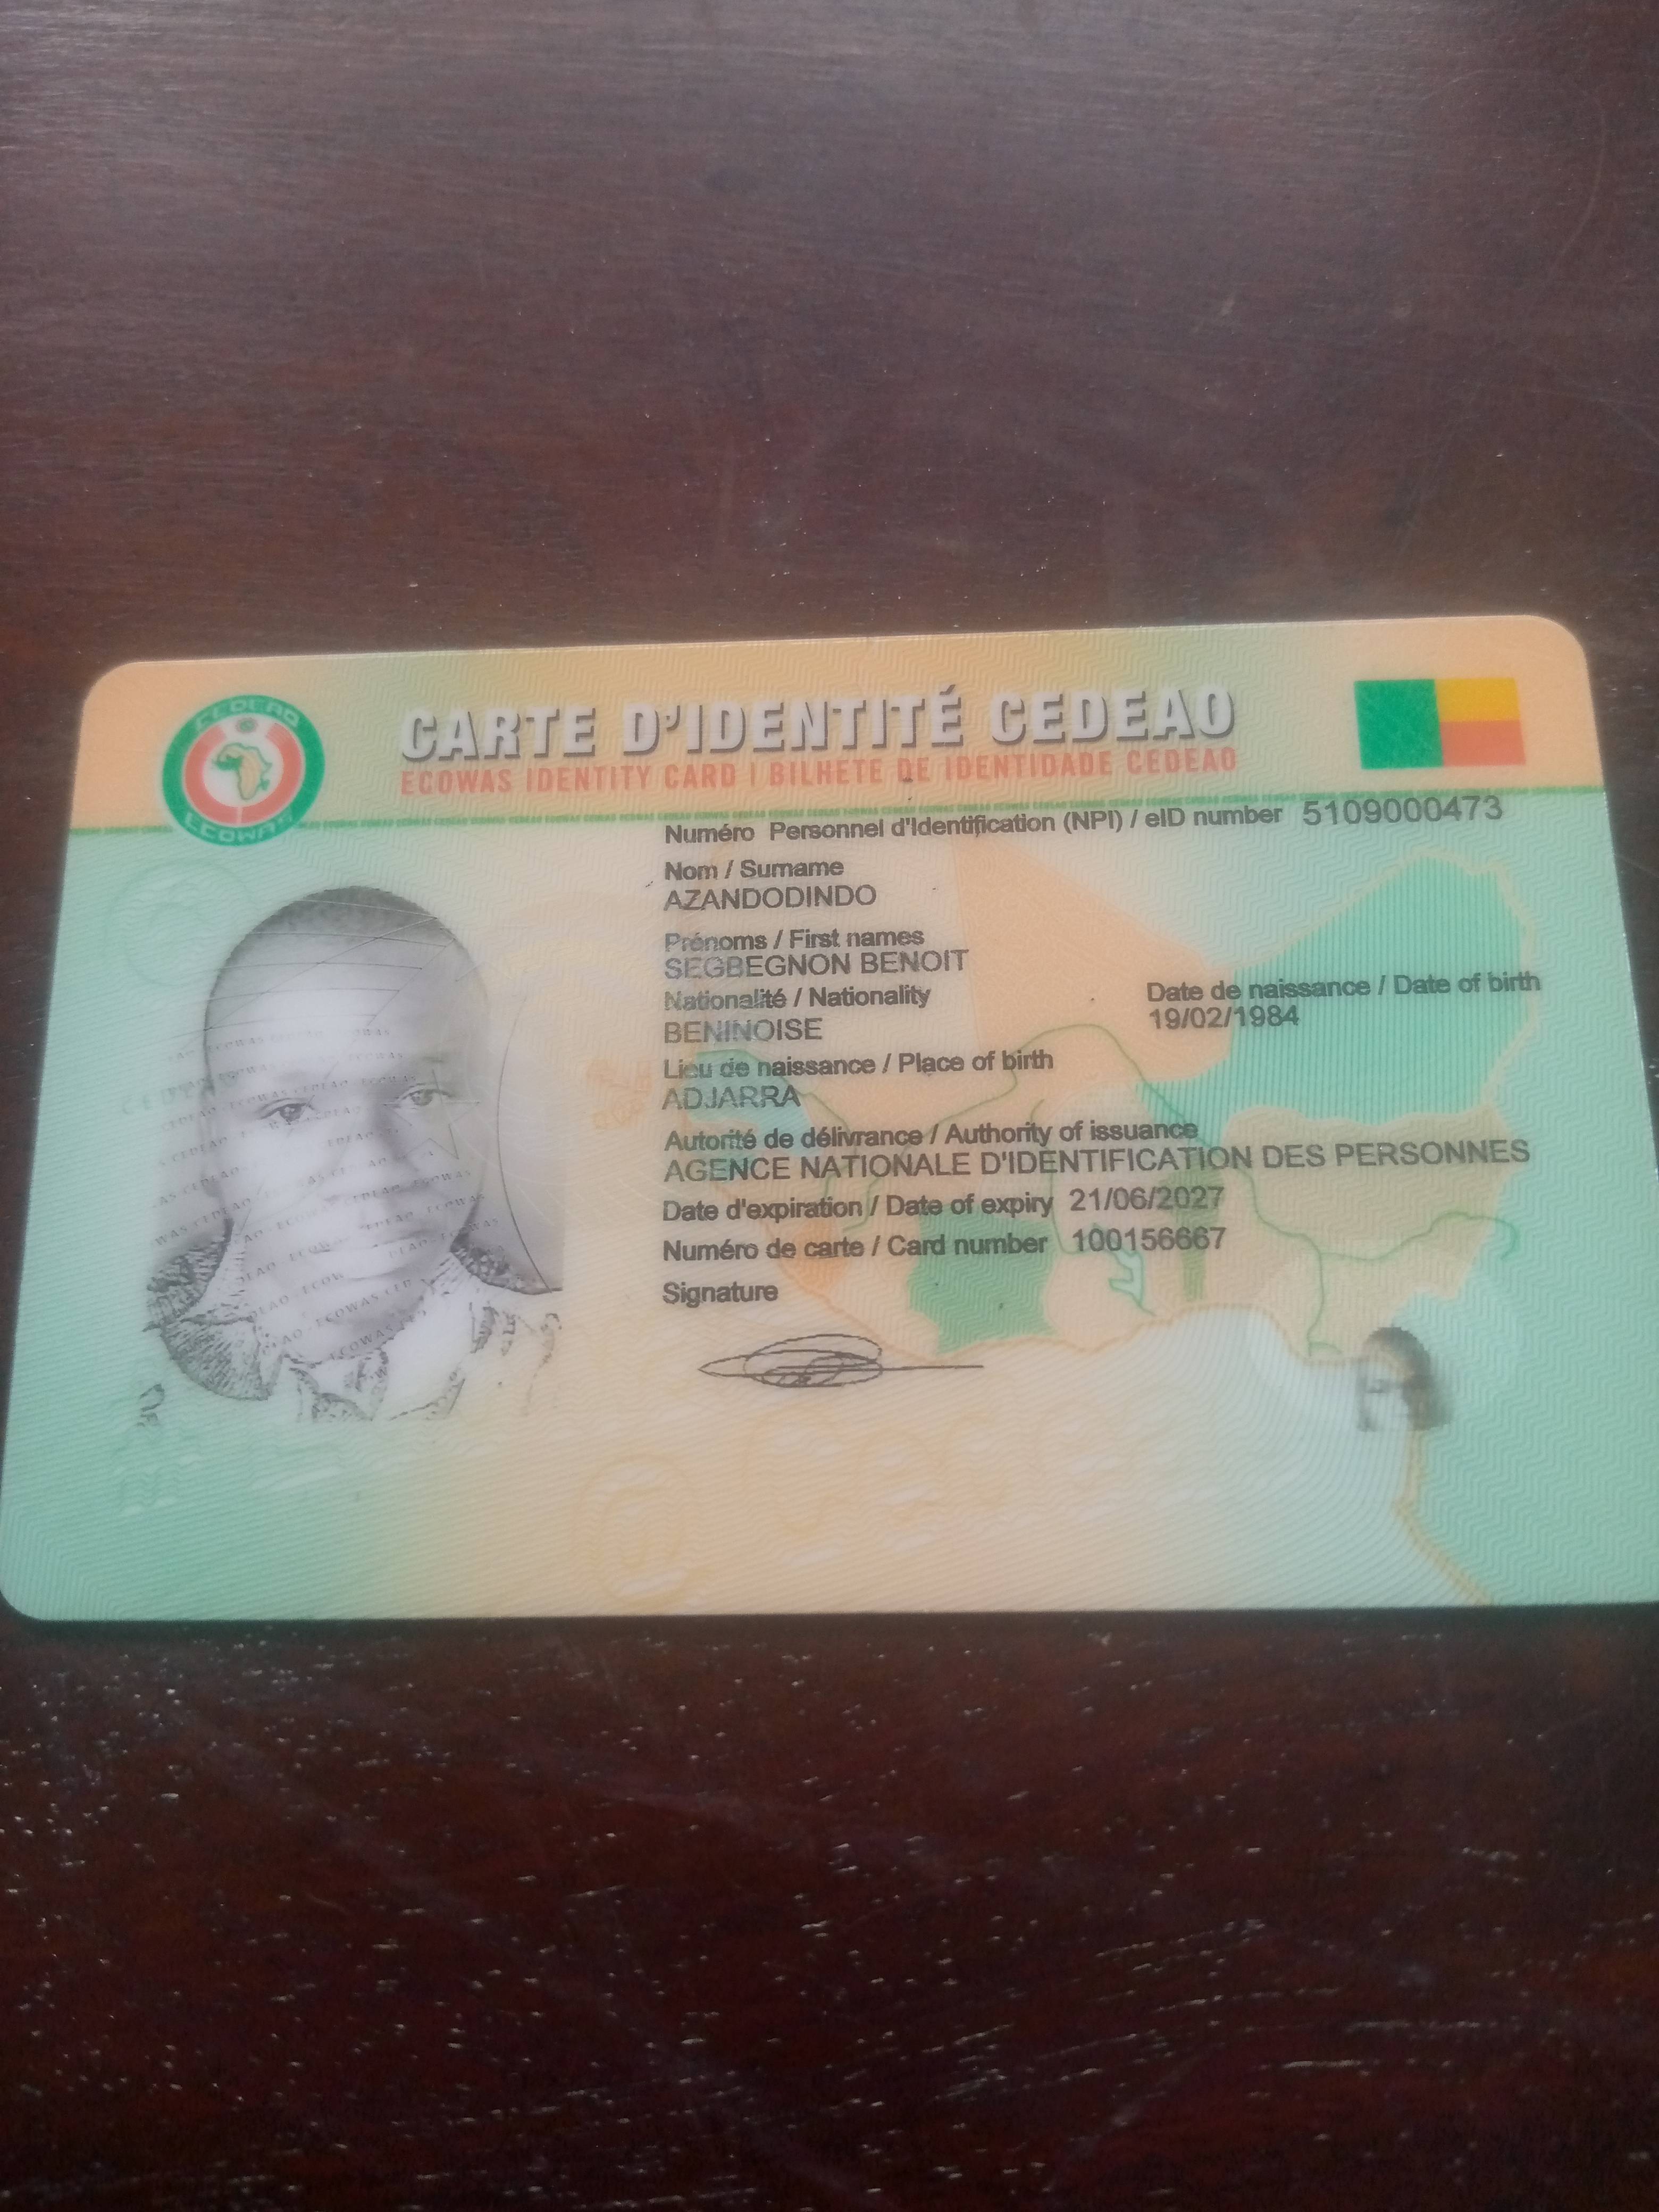 CEDEAO
ECOWAS
CARTE D'IDENTITÉ CEDEAO
ECOWAS IDENTITY CARD | BILHETE DE IDENTIDADE CEDEAO
Numéro Personnel d'Identification (NPI) / eID number 5109000473
Nom / Surname
AZANDODINDO
Prénoms / First names
SEGBEGNON BENOIT
Nationalité / Nationality
BENINOISE
Date de naissance / Date of birth
19/02/1984
Lieu de naissance / Place of birth
ADJARRA
Autorité de délivrance / Authority of issuance
AGENCE NATIONALE D'IDENTIFICATION DES PERSONNES
Date d'expiration / Date of expiry 21/06/2027
Numéro de carte / Card number 100156667
Signature